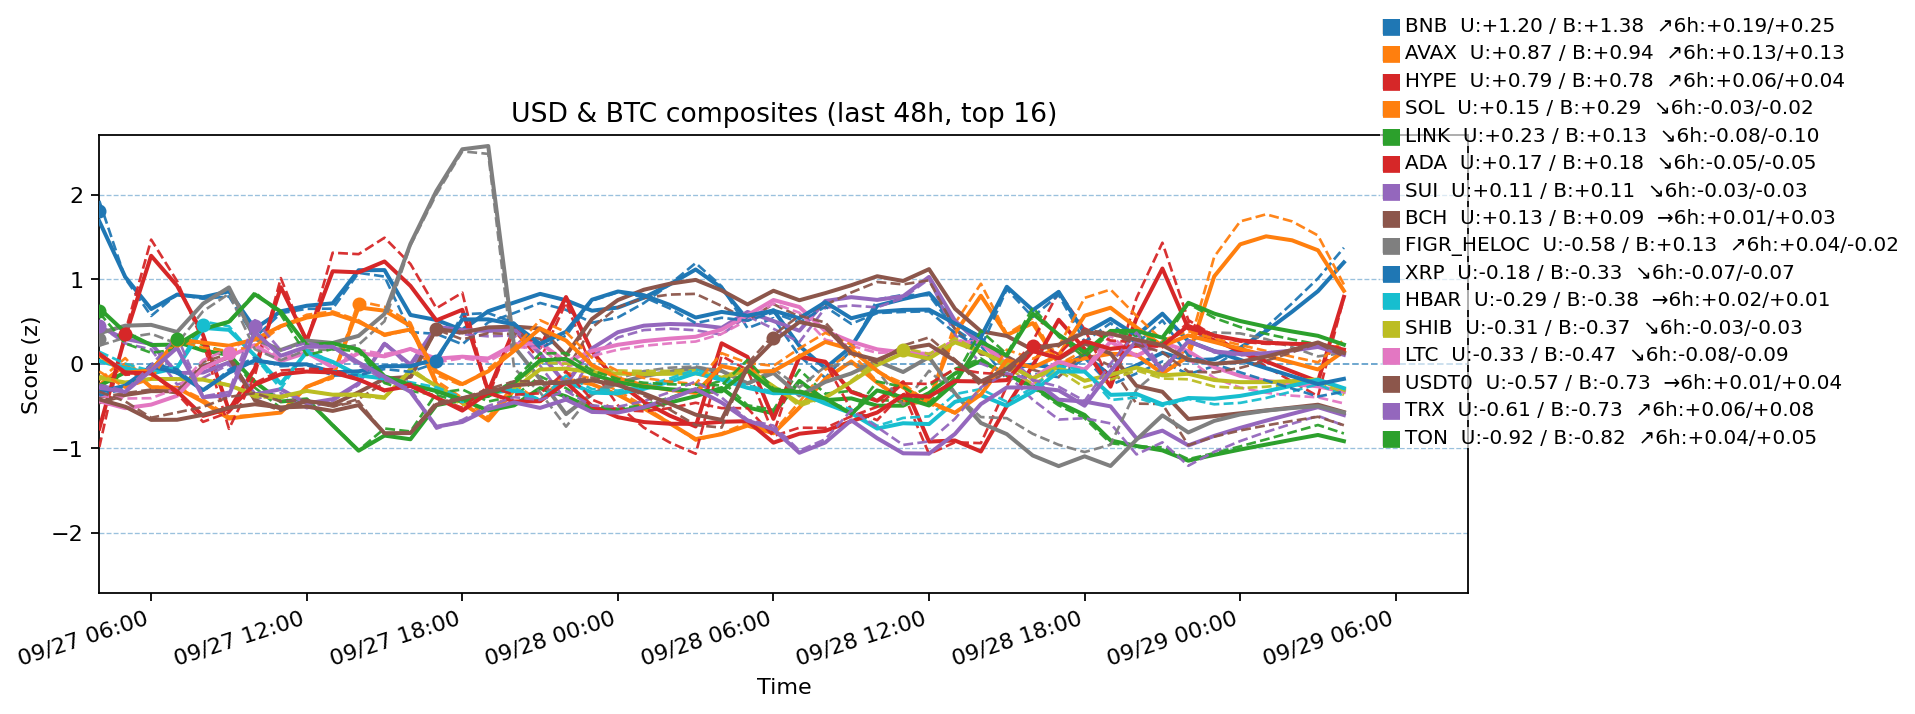 BNB  U:+1.20 / B:+1.38  ↗6h:+0.19/+0.25
AVAX  U:+0.87 / B:+0.94  ↗6h:+0.13/+0.13
HYPE  U:+0.79 / B:+0.78  ↗6h:+0.06/+0.04
SOL  U:+0.15 / B:+0.29  ↘6h:-0.03/-0.02
LINK  U:+0.23 / B:+0.13  ↘6h:-0.08/-0.10
ADA  U:+0.17 / B:+0.18  ↘6h:-0.05/-0.05
SUI  U:+0.11 / B:+0.11  ↘6h:-0.03/-0.03
BCH  U:+0.13 / B:+0.09  →6h:+0.01/+0.03
FIGR_HELOC  U:-0.58 / B:+0.13  ↗6h:+0.04/-0.02
XRP  U:-0.18 / B:-0.33  ↘6h:-0.07/-0.07
HBAR  U:-0.29 / B:-0.38  →6h:+0.02/+0.01
SHIB  U:-0.31 / B:-0.37  ↘6h:-0.03/-0.03
LTC  U:-0.33 / B:-0.47  ↘6h:-0.08/-0.09
USDT0  U:-0.57 / B:-0.73  →6h:+0.01/+0.04
TRX  U:-0.61 / B:-0.73  ↗6h:+0.06/+0.08
TON  U:-0.92 / B:-0.82  ↗6h:+0.04/+0.05
USD & BTC composites (last 48h, top 16)
Score (z)
2
1
0
−1
−2
09/27 06:00
09/27 12:00
09/27 18:00
09/28 00:00
09/28 06:00
09/28 12:00
09/28 18:00
09/29 00:00
09/29 06:00
Time